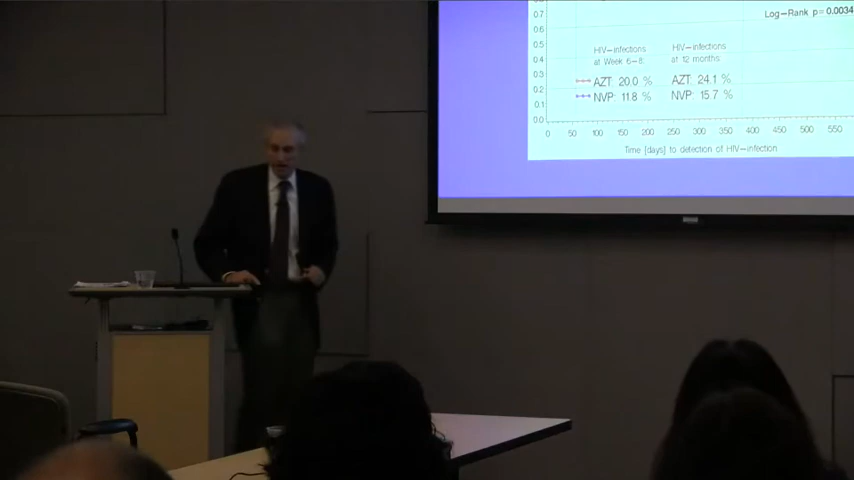 0.7
Log-Rank p= 0.0034
0.6
0.5
HIV-infections HIV-infections
at Week 6-8: at 12 months:
0.4
0.3
AZT: 20.0 % AZT: 24.1 %
0.2
NVP: 11.8 % NVP: 15.7 %
0.1
0.0
0 50 100 150 200 250 300 350 400 450 500 550
Time [days] to detection of HIV-infection